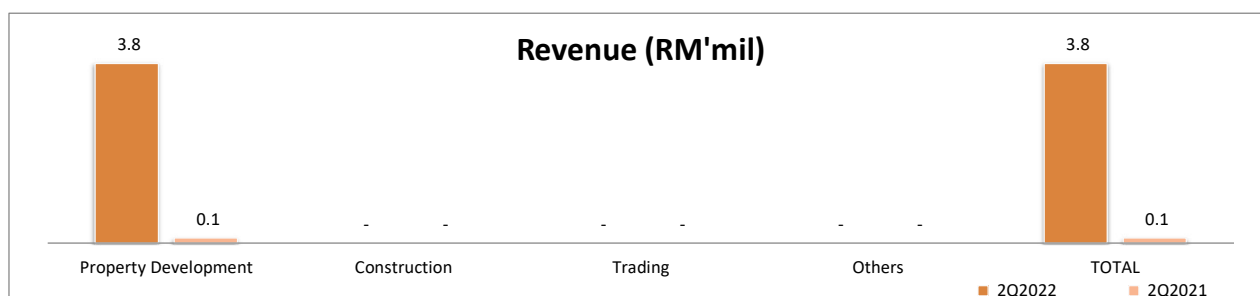 Revenue (RM'mil)
3.8 3.8
0.1 - - - - - - 0.1
Property Development Construction Trading Others TOTAL
2Q2022 2Q2021